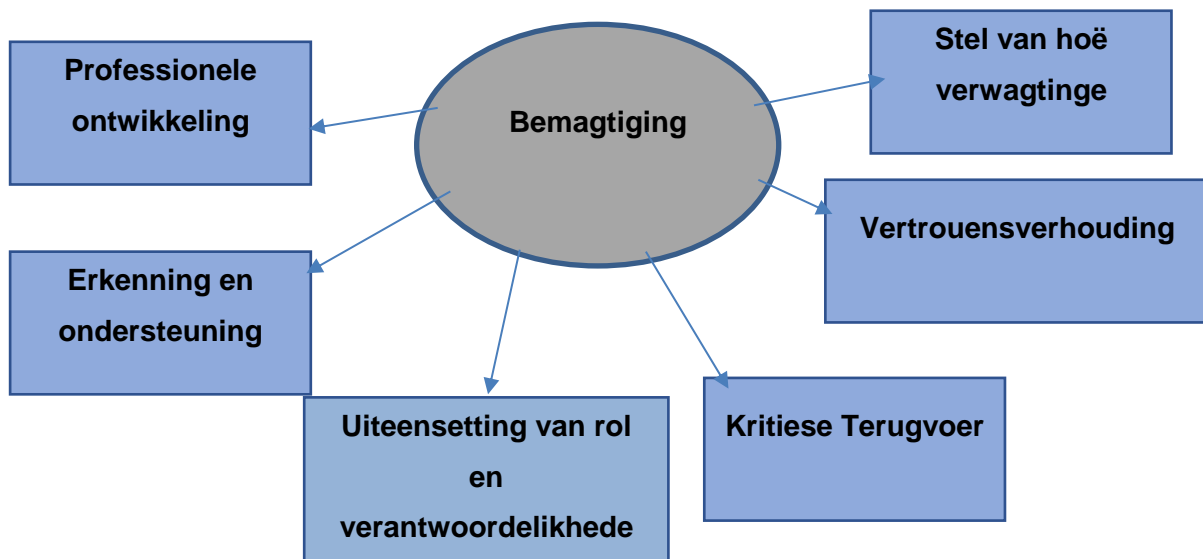 Professionele
ontwikkeling
Bemagtiging
Stel van hoë
verwagtinge
Vertrouensverhouding
Erkenning en
ondersteuning
Uiteensetting van rol
en
verantwoordelikhede
Kritiese Terugvoer